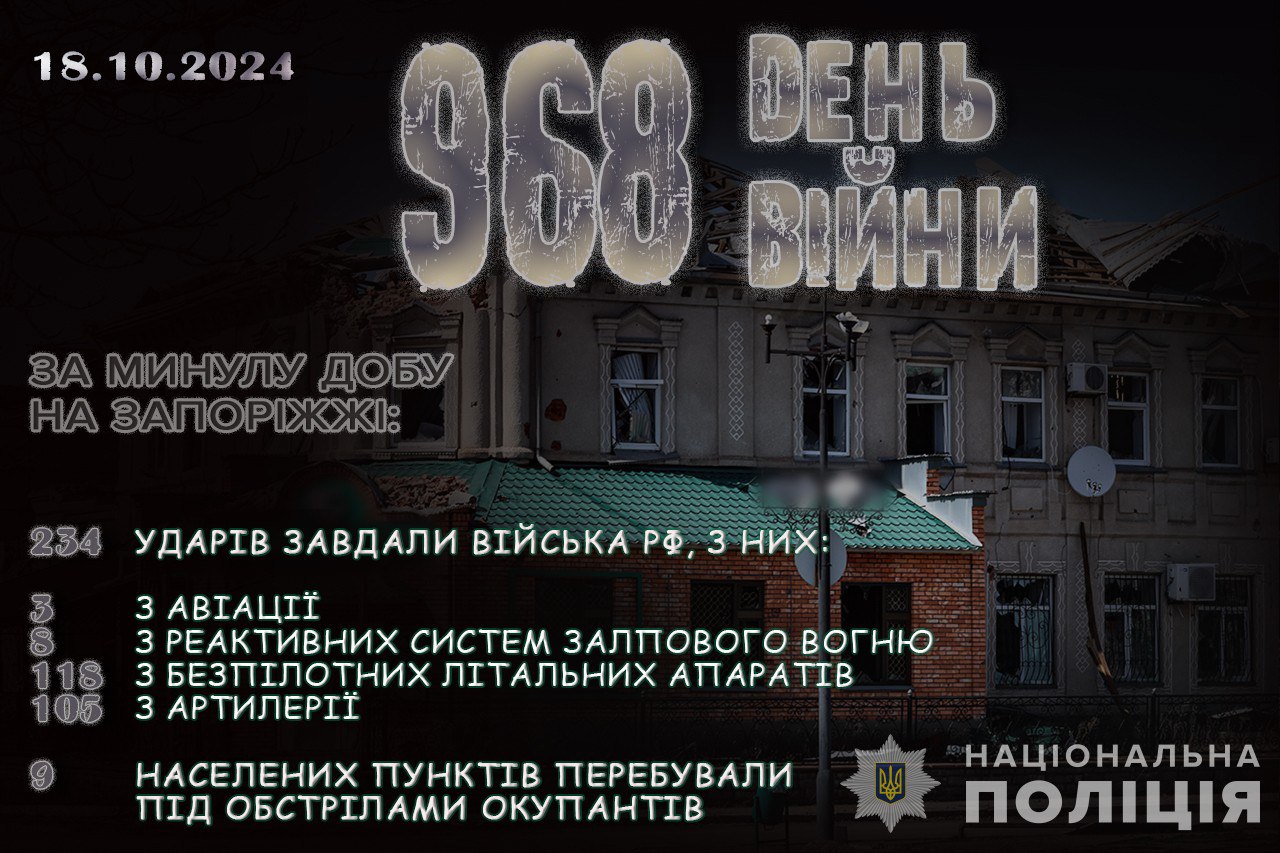 18.10.2024
968 ДЕНЬ
ВІЙНИ
ЗА МИНУЛУ ДОБУ
НА ЗАПОРІЖЖІ:
234 УДАРІВ ЗАВДАЛИ ВІЙСЬКА РФ, З НИХ:
3 З АВІАЦІЇ
8 З РЕАКТИВНИХ СИСТЕМ ЗАЛПОВОГО ВОГНЮ
118 З БЕЗПІЛОТНИХ ЛІТАЛЬНИХ АПАРАТІВ
105 З АРТИЛЕРІЇ
9 НАСЕЛЕНИХ ПУНКТІВ ПЕРЕБУВАЛИ
ПІД ОБСТРІЛАМИ ОКУПАНТІВ
НАЦІОНАЛЬНА
ПОЛІЦІЯ